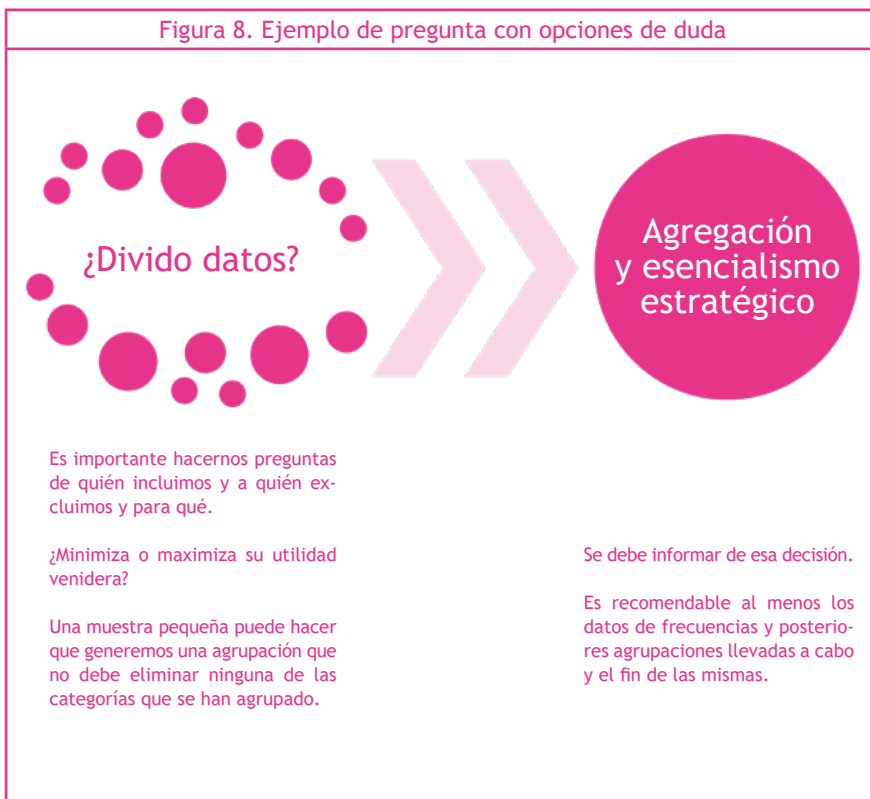 Figura 8. Ejemplo de pregunta con opciones de duda
¿Divido datos?
Agregación
y esencialismo
estratégico
Es importante hacernos preguntas
de quién incluimos y a quién ex-
cluimos y para qué.
¿Minimiza o maximiza su utilidad
venidera?
Una muestra pequeña puede hacer
que generemos una agrupación que
no debe eliminar ninguna de las
categorías que se han agrupado.
Se debe informar de esa decisión.
Es recomendable al menos los
datos de frecuencias y posterio-
res agrupaciones llevadas a cabo
y el fin de las mismas.